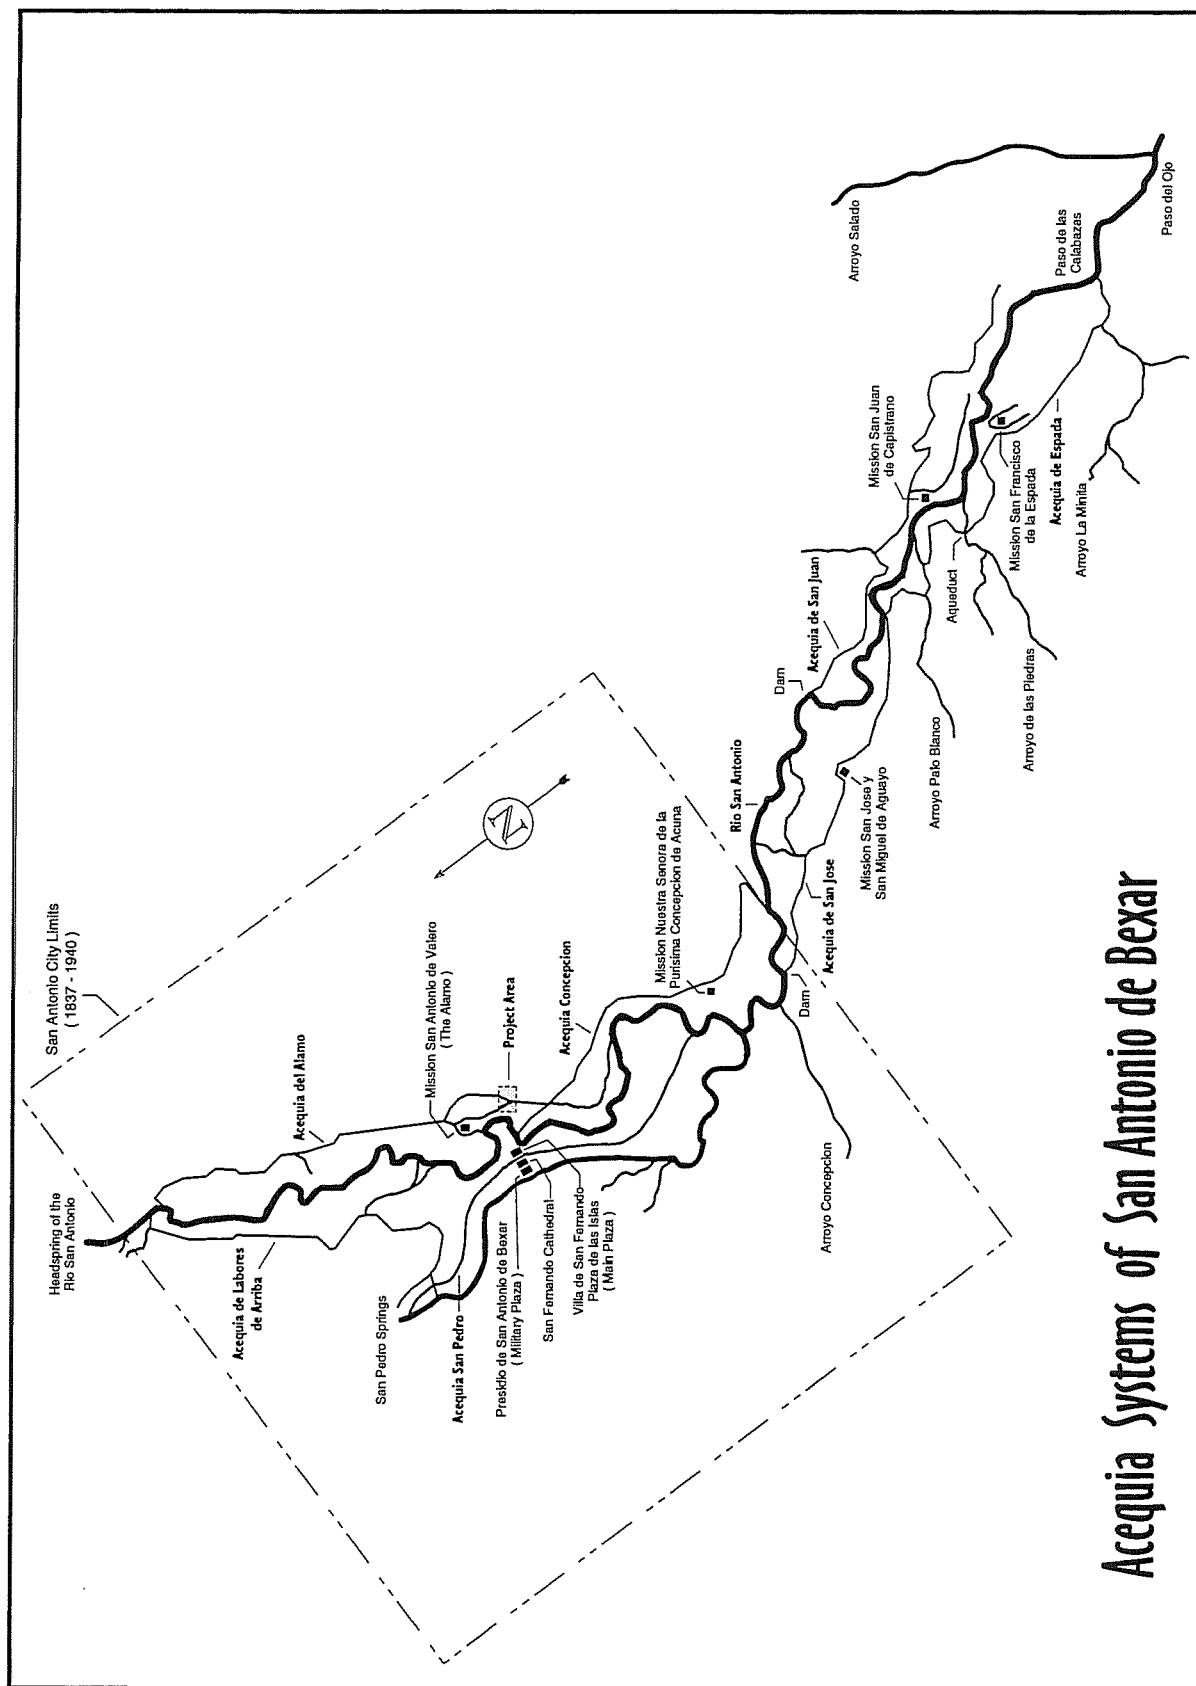 Headspring of the
Rio San Antonio
San Antonio City Limits
( 1837 - 1940 )
Acequia de Labores
de Arriba
Acequia del Alamo
San Pedro Springs
Mission San Antonio de Valero
( The Alamo )
Acequia San Pedro
Project Area
Presidio de San Antonio de Bexar
( Military Plaza )
San Fernando Cathedral
Villa de San Fernando
Plaza de las Islas
( Main Plaza )
Acequia Concepcion
N
Mission Nuestra Senora de la
Purisima Concepcion de Acuna
Rio San Antonio
Dam
Arroyo Concepcion
Acequia de San Jose
Dam
Acequia de San Juan
Mission San Jose y
San Miguel de Aguayo
Arroyo Palo Blanco
Mission San Juan
de Capistrano
Aqueduct
Arroyo de las Piedras
Mission San Francisco
de la Espada
Acequia de Espada
Arroyo La Minita
Arroyo Salado
Paso de las
Calabazas
Paso del Ojo
Acequia Systems of San Antonio de Bexar